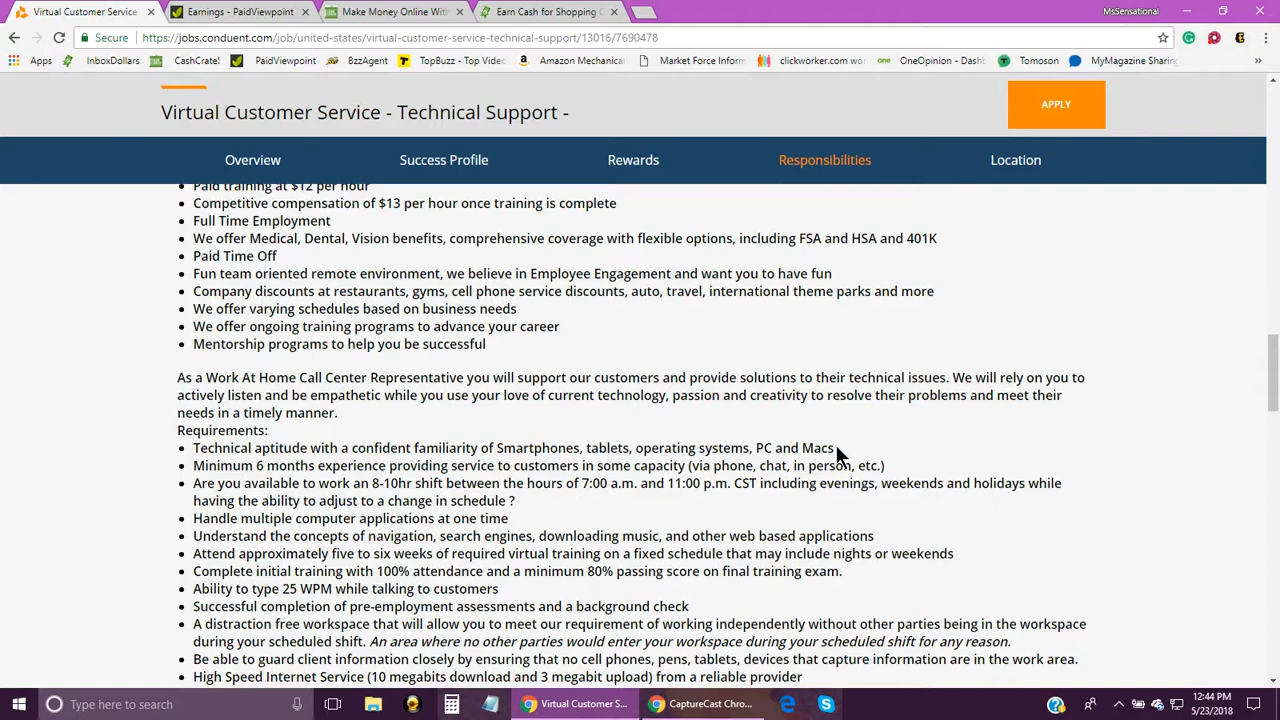 Virtual Customer Service
Earnings - PaidViewpoint
Make Money Online With
Earn Cash for Shopping
MsSensational
Secure
https://jobs.conduent.com/job/united-states/virtual-customer-service-technical-support/13016/7690478
Apps
InboxDollars
CashCrate!
PaidViewpoint
BzzAgent
TopBuzz - Top Video
Amazon Mechanical
Market Force Inform
clickworker.com wo
one
OneOpinion - Dashb
Tomoson
MyMagazine Sharing
Virtual Customer Service - Technical Support -
APPLY
Overview
Success Profile
Rewards
Responsibilities
Location
Paid training at $12 per hour
Competitive compensation of $13 per hour once training is complete
Full Time Employment
We offer Medical, Dental, Vision benefits, comprehensive coverage with flexible options, including FSA and HSA and 401K
Paid Time Off
Fun team oriented remote environment, we believe in Employee Engagement and want you to have fun
Company discounts at restaurants, gyms, cell phone service discounts, auto, travel, international theme parks and more
We offer varying schedules based on business needs
We offer ongoing training programs to advance your career
Mentorship programs to help you be successful
As a Work At Home Call Center Representative you will support our customers and provide solutions to their technical issues. We will rely on you to
actively listen and be empathetic while you use your love of current technology, passion and creativity to resolve their problems and meet their
needs in a timely manner.
Requirements:
Technical aptitude with a confident familiarity of Smartphones, tablets, operating systems, PC and Macs
Minimum 6 months experience providing service to customers in some capacity (via phone, chat, in person, etc.)
Are you available to work an 8-10hr shift between the hours of 7:00 a.m. and 11:00 p.m. CST including evenings, weekends and holidays while
having the ability to adjust to a change in schedule ?
Handle multiple computer applications at one time
Understand the concepts of navigation, search engines, downloading music, and other web based applications
Attend approximately five to six weeks of required virtual training on a fixed schedule that may include nights or weekends
Complete initial training with 100% attendance and a minimum 80% passing score on final training exam.
Ability to type 25 WPM while talking to customers
Successful completion of pre-employment assessments and a background check
A distraction free workspace that will allow you to meet our requirement of working independently without other parties being in the workspace
during your scheduled shift. An area where no other parties would enter your workspace during your scheduled shift for any reason.
Be able to guard client information closely by ensuring that no cell phones, pens, tablets, devices that capture information are in the work area.
High Speed Internet Service (10 megabits download and 3 megabit upload) from a reliable provider
Type here to search
Virtual Customer S...
CaptureCast Chro...
12:44 PM
5/23/2018